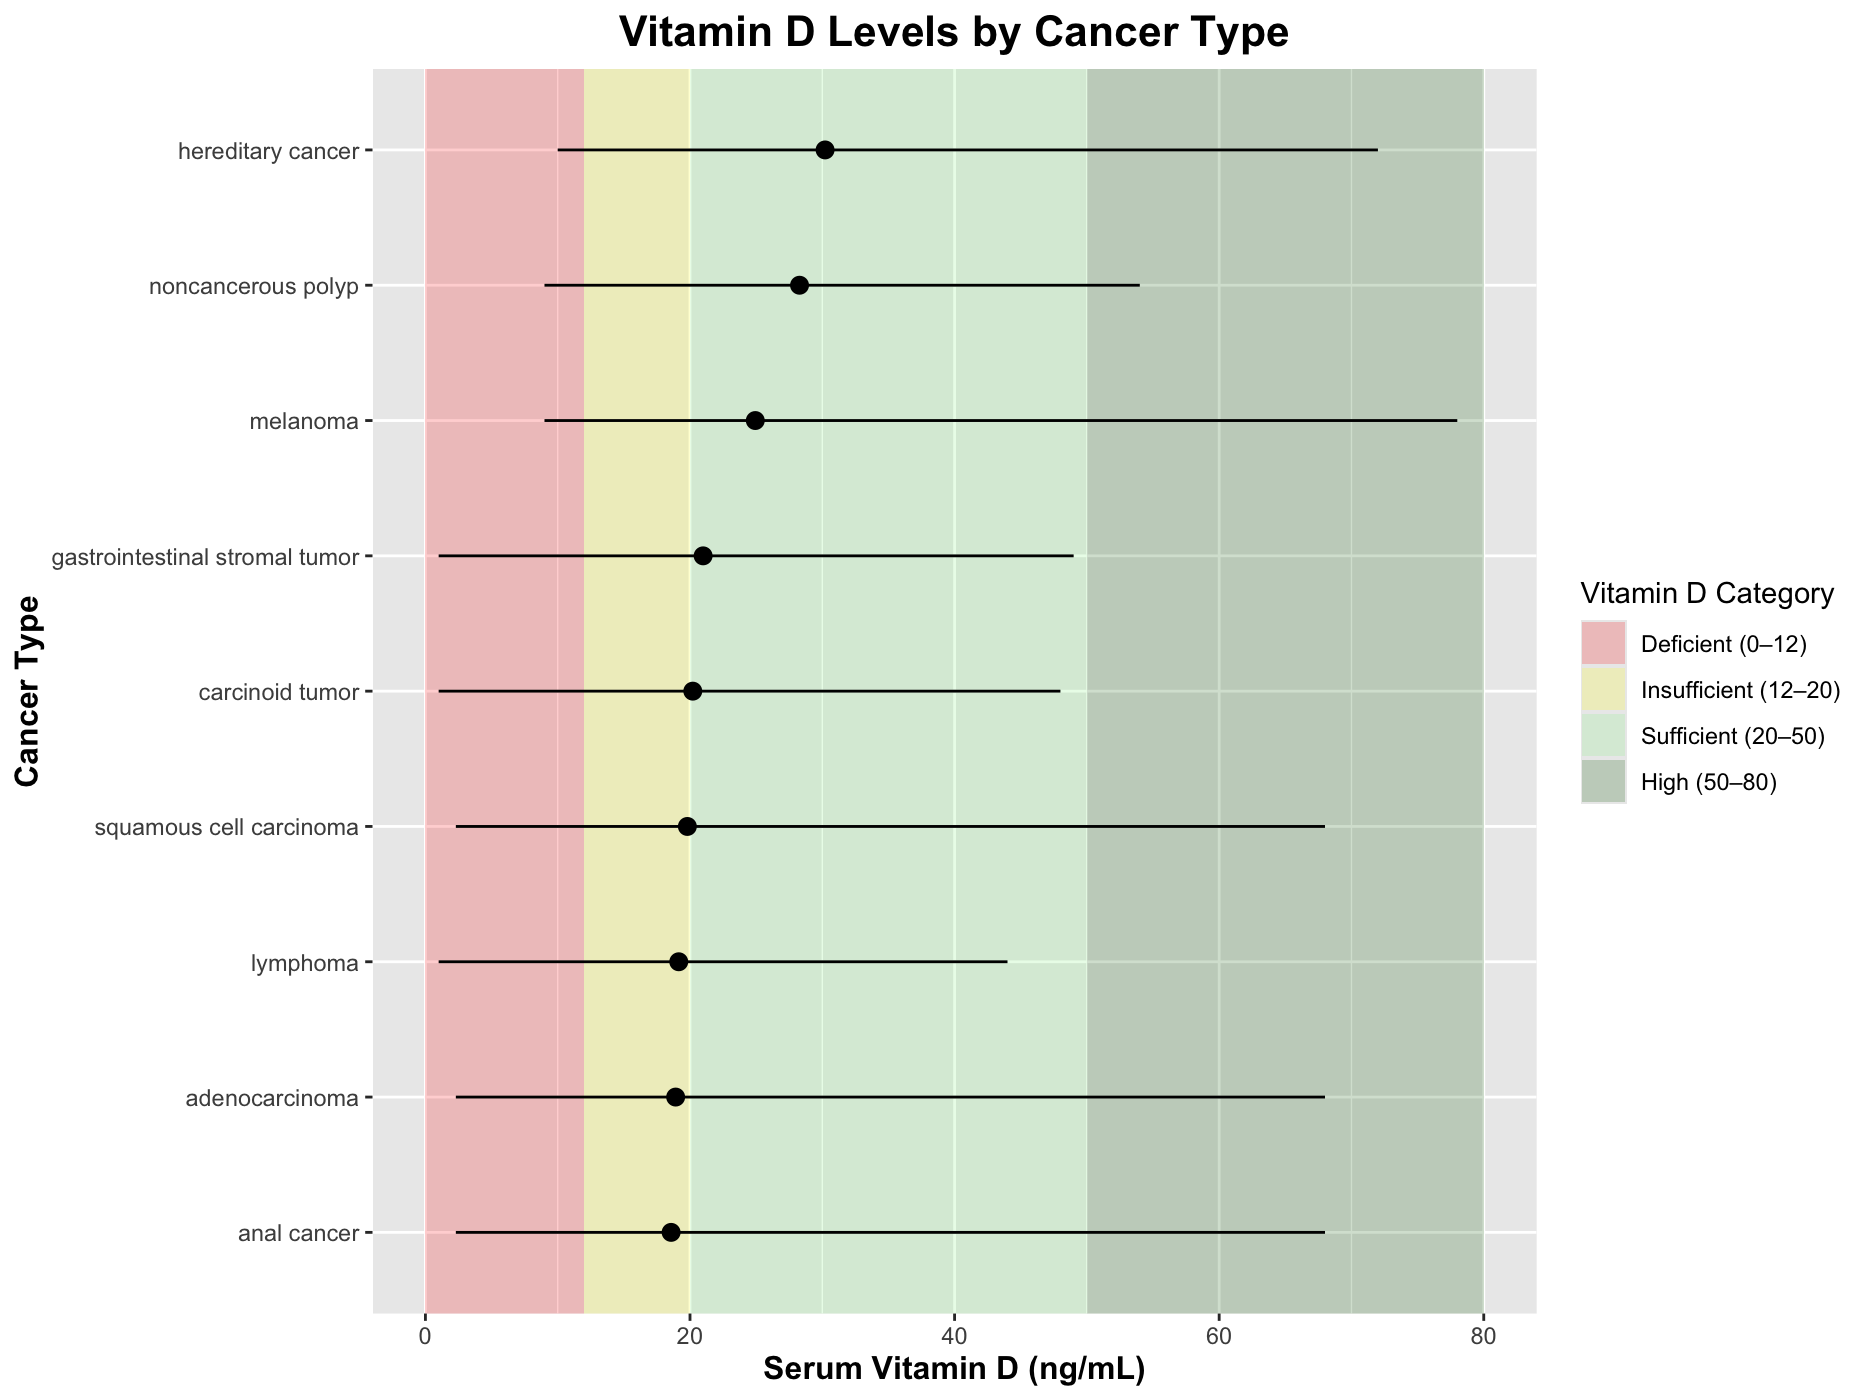 Vitamin D Levels by Cancer Type
hereditary cancer
noncancerous polyp
melanoma
gastrointestinal stromal tumor
carcinoid tumor
squamous cell carcinoma
lymphoma
adenocarcinoma
anal cancer
Cancer Type
0 20 40 60 80
Serum Vitamin D (ng/mL)
Vitamin D Category
Deficient (0–12)
Insufficient (12–20)
Sufficient (20–50)
High (50–80)